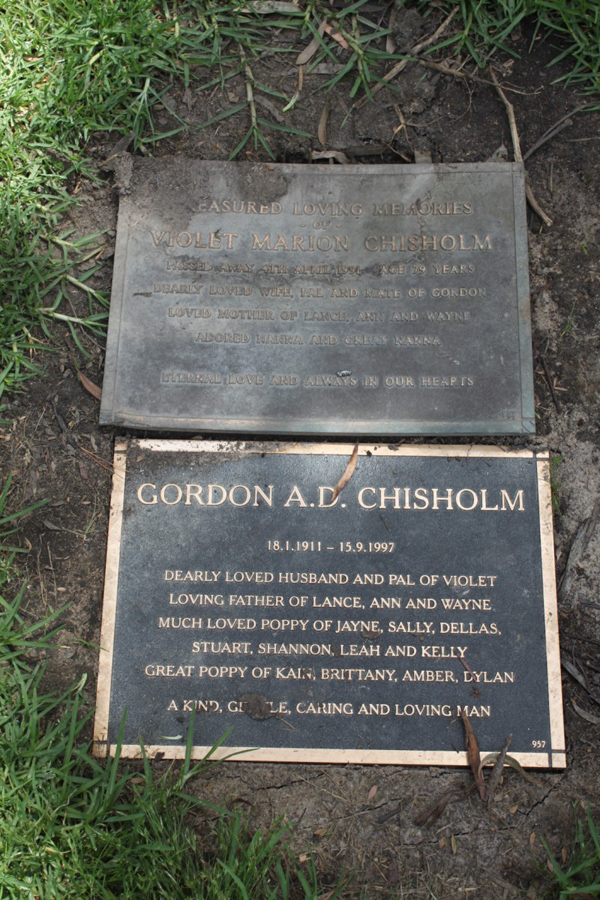 TREASURED LOVING MEMORIES
OF
VIOLET MARION CHISHOLM
PASSED AWAY APRIL AGE 79 YEARS
DEARLY LOVED WIFE, PAL AND MATE OF GORDON
LOVED MOTHER OF LANCE, ANN AND WAYNE
ADORED NANNA AND GREAT NANNA
ETERNAL LOVE AND ALWAYS IN OUR HEARTS
GORDON A.D. CHISHOLM
18.1.1911 – 15.9.1997
DEARLY LOVED HUSBAND AND PAL OF VIOLET
LOVING FATHER OF LANCE, ANN AND WAYNE
MUCH LOVED POPPY OF JAYNE, SALLY, DELLAS,
STUART, SHANNON, LEAH AND KELLY
GREAT POPPY OF KAIN, BRITTANY, AMBER, DYLAN
A KIND, GENTLE, CARING AND LOVING MAN
957